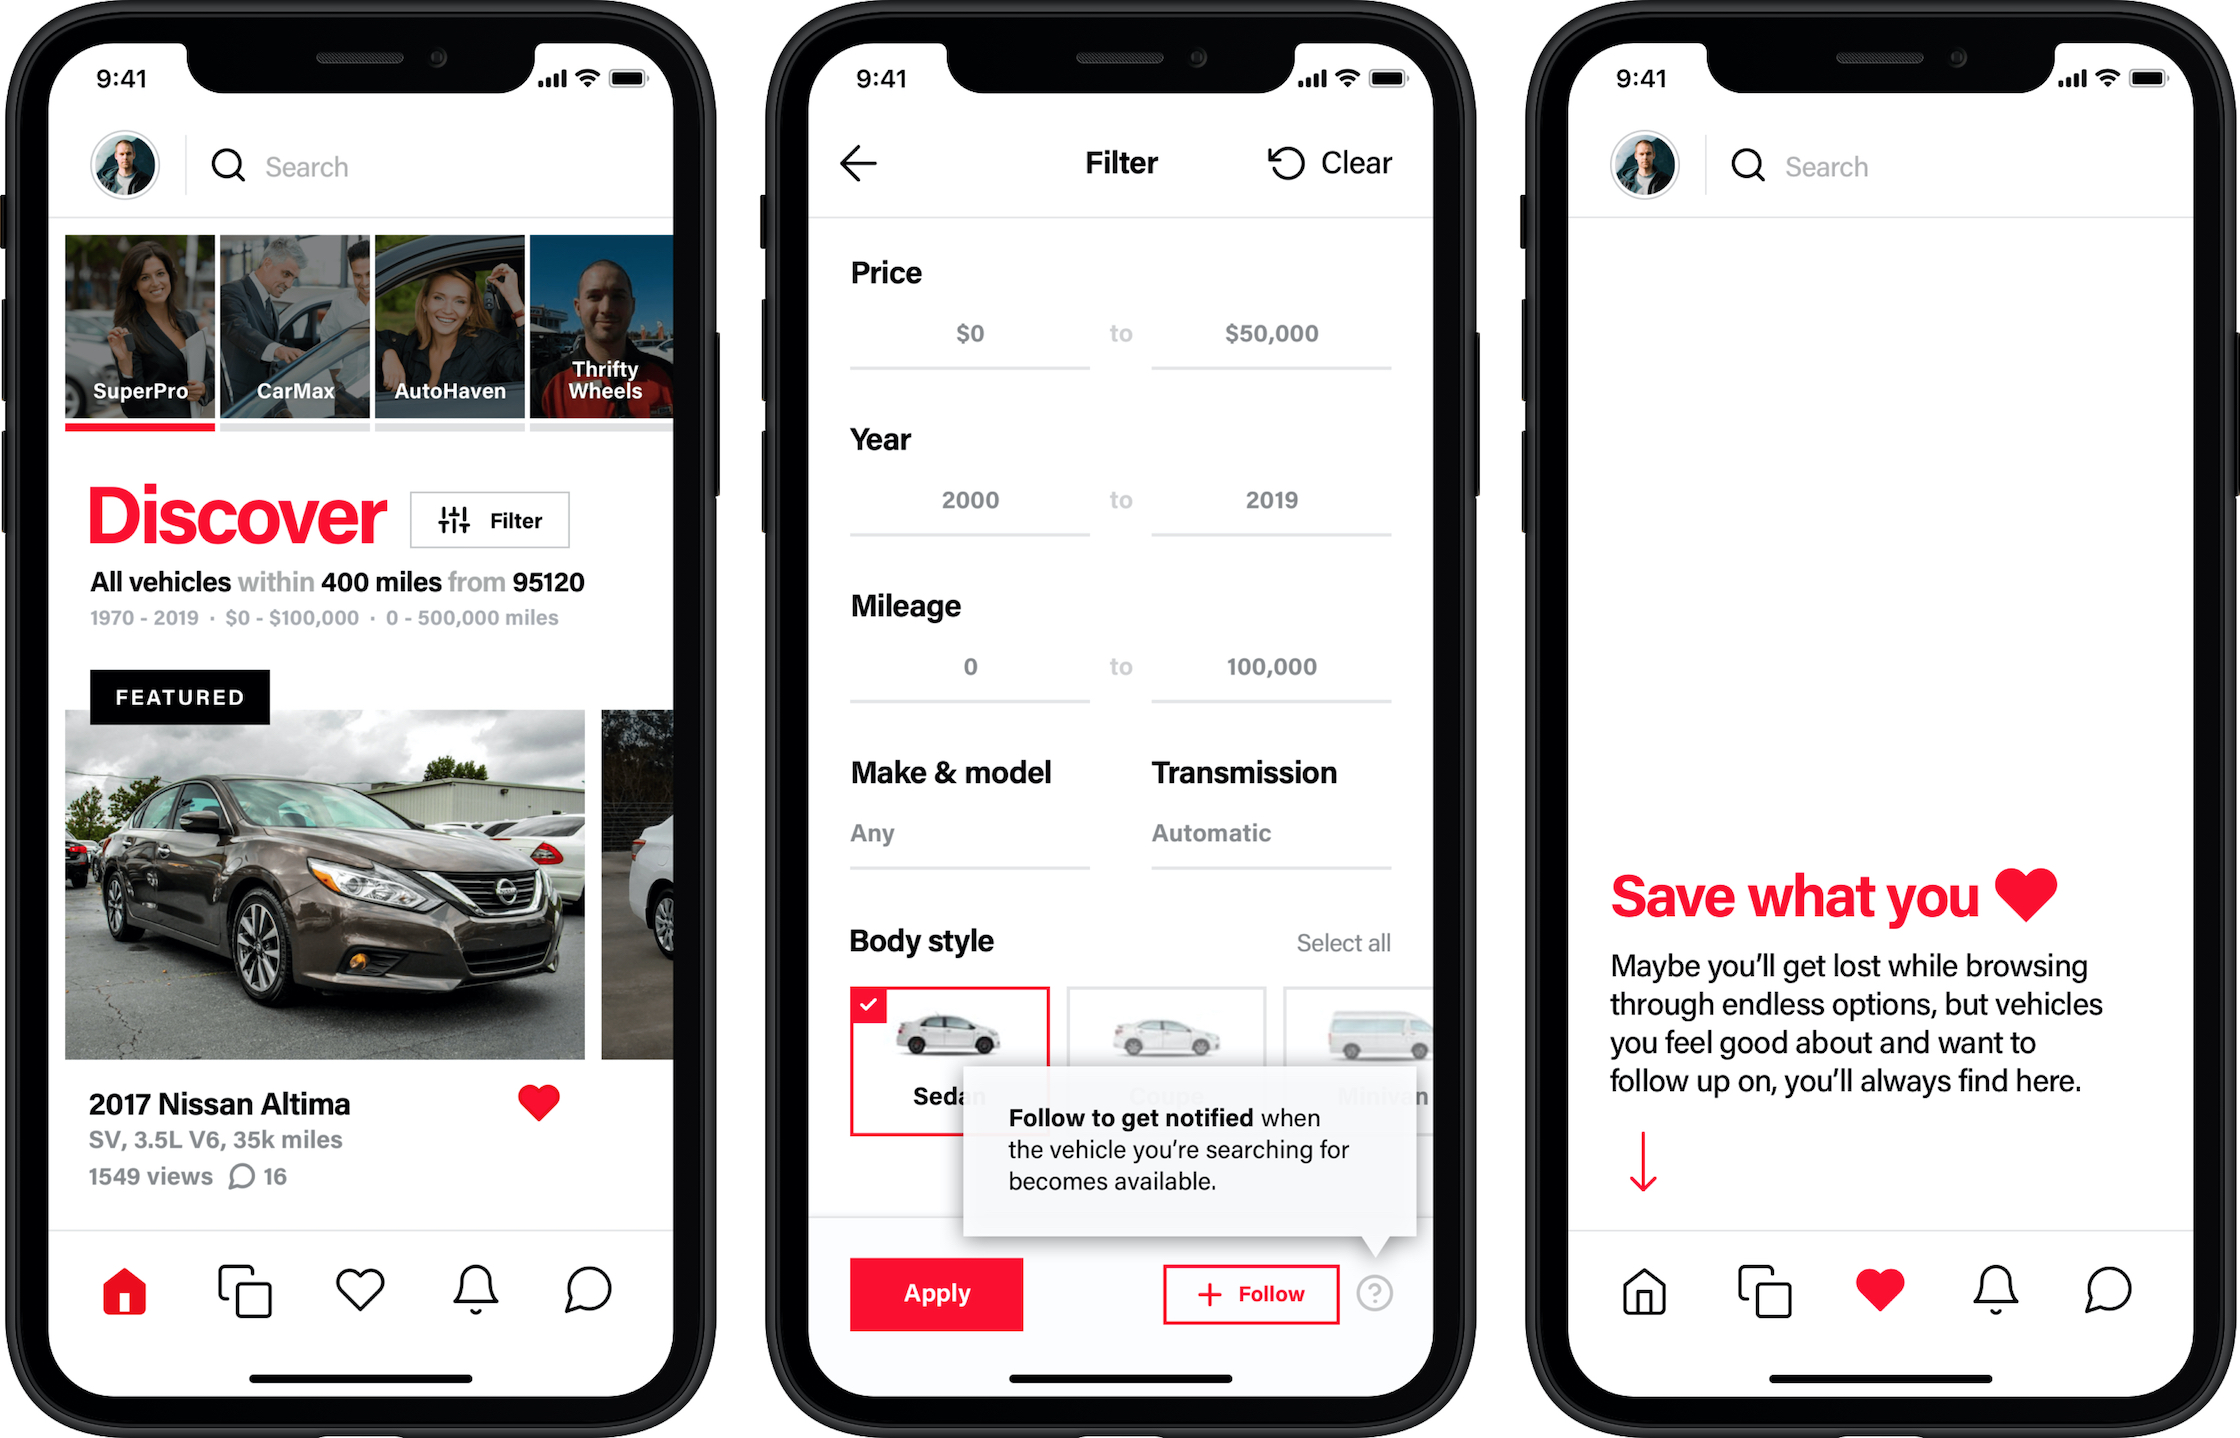 9:41
Search
SuperPro
CarMax
AutoHaven
Thrifty
Wheels
Discover
Filter
All vehicles within 400 miles from 95120
1970 - 2019 · $0 - $100,000 · 0 - 500,000 miles
FEATURED
2017 Nissan Altima
SV, 3.5L V6, 35k miles
1549 views 16
9:41
Filter
Clear
Price
$0 to $50,000
Year
2000 to 2019
Mileage
0 to 100,000
Make & model
Transmission
Any
Automatic
Body style
Select all
Sedan
Coupe
Minivan
Follow to get notified when
the vehicle you’re searching for
becomes available.
Apply
+ Follow
?
9:41
Search
Save what you
Maybe you’ll get lost while browsing
through endless options, but vehicles
you feel good about and want to
follow up on, you’ll always find here.